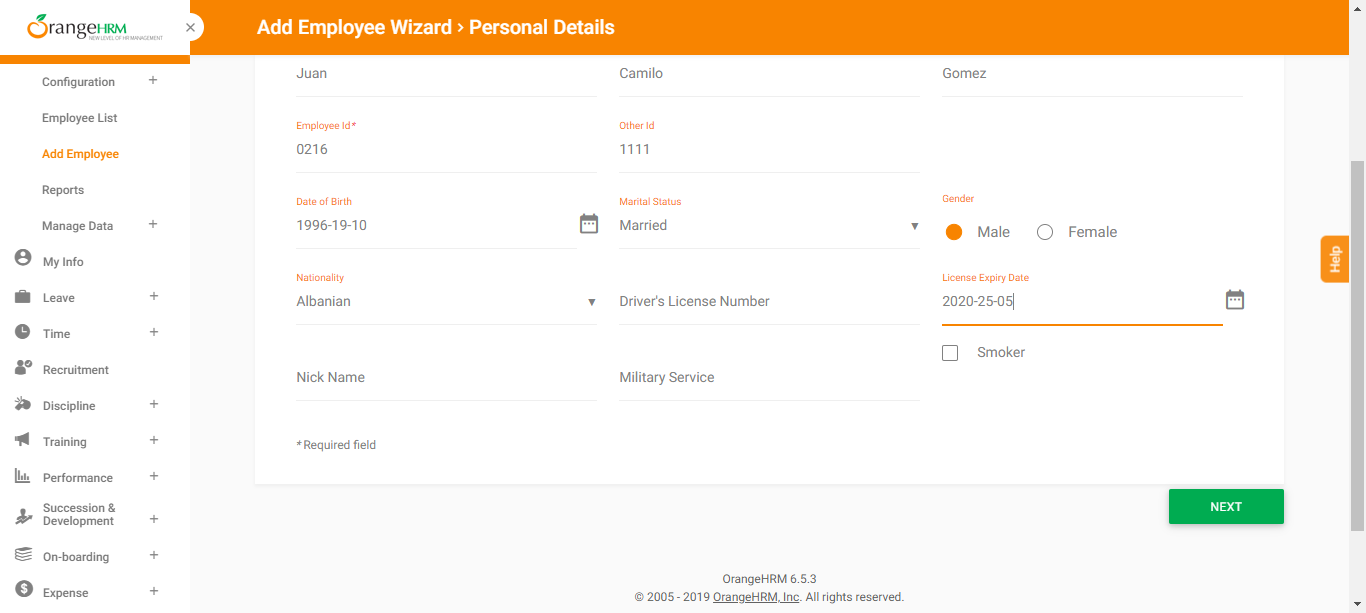 OrangeHRM
NEW LEVEL OF HR MANAGEMENT
Add Employee Wizard › Personal Details
Configuration +
Employee List
Add Employee
Reports
Manage Data +
My Info
Leave +
Time +
Recruitment
Discipline +
Training +
Performance +
Succession &
Development +
On-boarding +
Expense +
Juan Camilo Gomez
Employee Id* Other Id
0216 1111
Date of Birth Marital Status Gender
1996-19-10 Married Male Female
Nationality License Expiry Date
Albanian Driver's License Number 2020-25-05
Smoker
Nick Name Military Service
* Required field
NEXT
Help
OrangeHRM 6.5.3
© 2005 - 2019 OrangeHRM, Inc. All rights reserved.